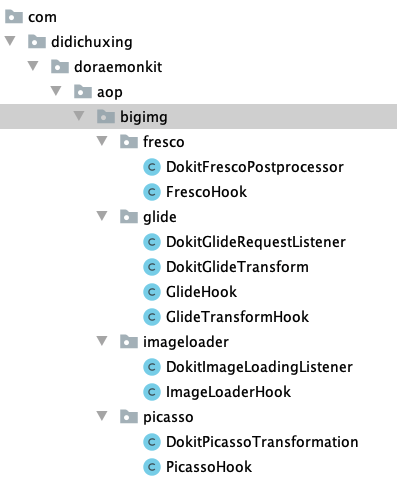 com
didichuxing
doraemonkit
aop
bigimg
fresco
DokitFrescoPostprocessor
FrescoHook
glide
DokitGlideRequestListener
DokitGlideTransform
GlideHook
GlideTransformHook
imageloader
DokitImageLoadingListener
ImageLoaderHook
picasso
DokitPicassoTransformation
PicassoHook